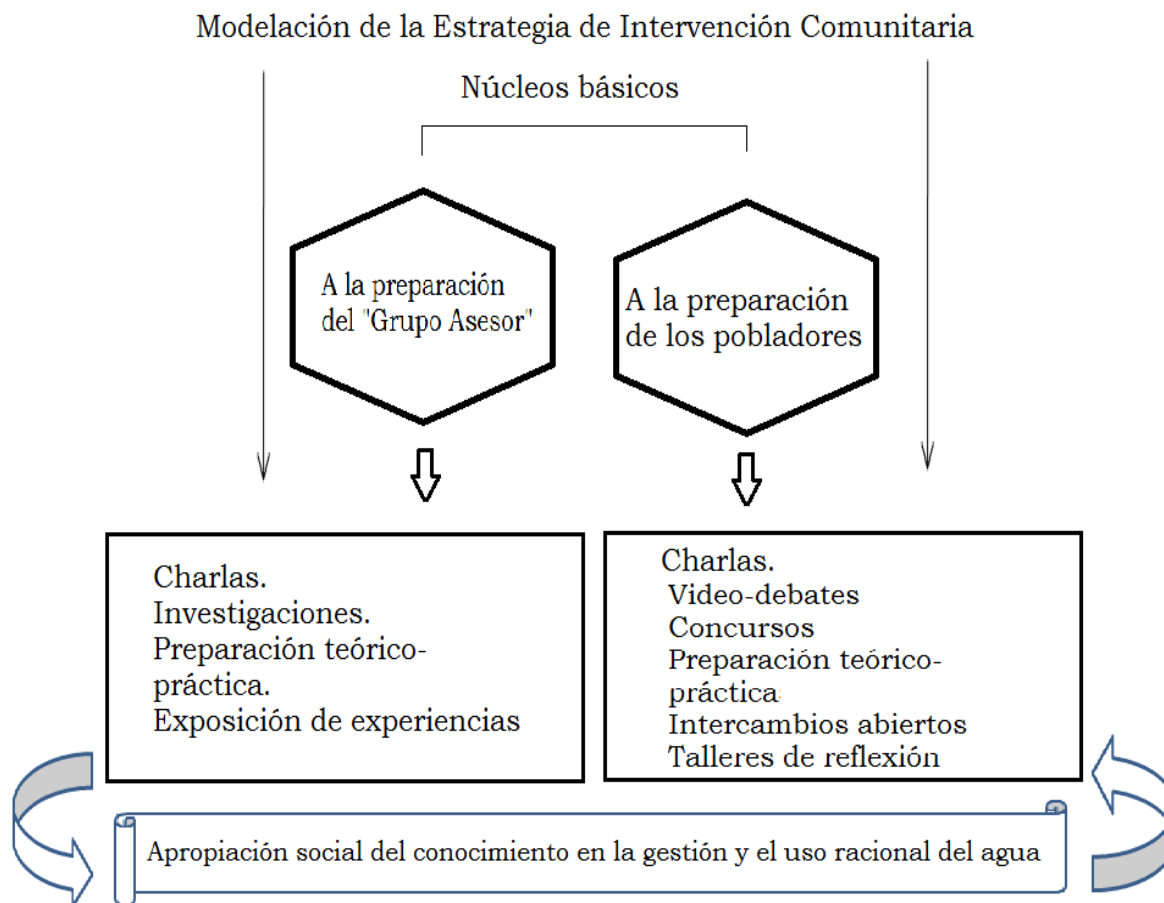 Modelación de la Estrategia de Intervención Comunitaria
Núcleos básicos
A la preparación
del "Grupo Asesor"
A la preparación
de los pobladores
Charlas.
Investigaciones.
Preparación teórico-
práctica.
Exposición de experiencias
Charlas.
Video-debates
Concursos
Preparación teórico-
práctica
Intercambios abiertos
Talleres de reflexión
Apropiación social del conocimiento en la gestión y el uso racional del agua